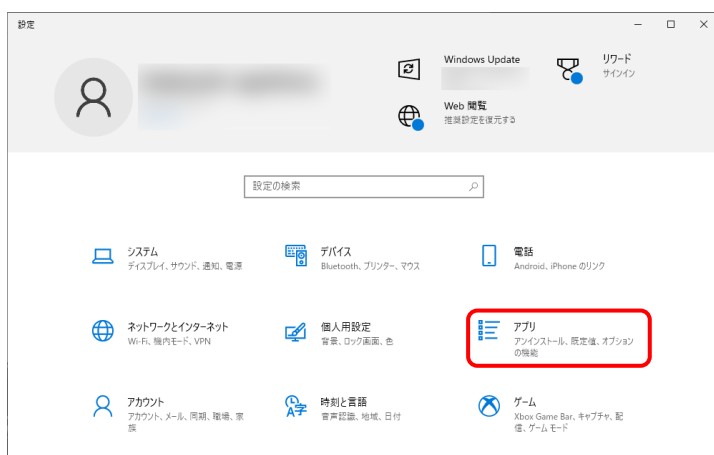 設定
Windows Update
リワード
サインイン
Web 閲覧
推奨設定を復元する
設定の検索
システム
ディスプレイ、サウンド、通知、電源
デバイス
Bluetooth、プリンター、マウス
電話
Android、iPhone のリンク
ネットワークとインターネット
Wi-Fi、機内モード、VPN
個人用設定
背景、ロック画面、色
アプリ
アンインストール、既定値、オプション
の機能
アカウント
アカウント、メール、同期、職場、家
族
時刻と言語
音声認識、地域、日付
ゲーム
Xbox Game Bar、キャプチャ、配
信、ゲーム モード